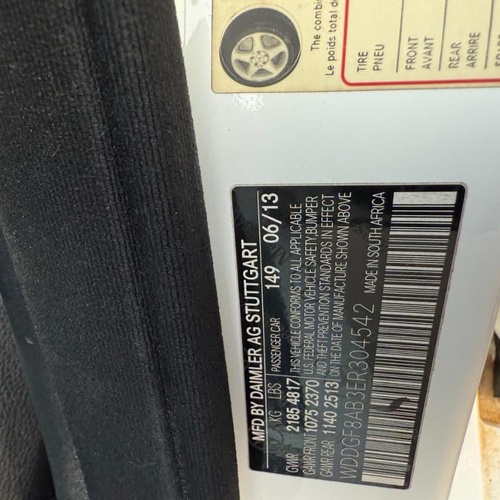 The combi
Le poids total de
TIRE
PNEU
FRONT
AVANT
REAR
ARRIERE
MFD BY DAIMLER AG STUTTGART
KG LBS PASSENGER CAR 149 06/13
GVWR 2185 4817 THIS VEHICLE CONFORMS TO ALL APPLICABLE
GAWR FRONT 1075 2370 U.S. FEDERAL MOTOR VEHICLE SAFETY, BUMPER
GAWR REAR 1140 2513 AND THEFT PREVENTION STANDARDS IN EFFECT
ON THE DATE OF MANUFACTURE SHOWN ABOVE
WDDGF8AB3ER304542 MADE IN SOUTH AFRICA